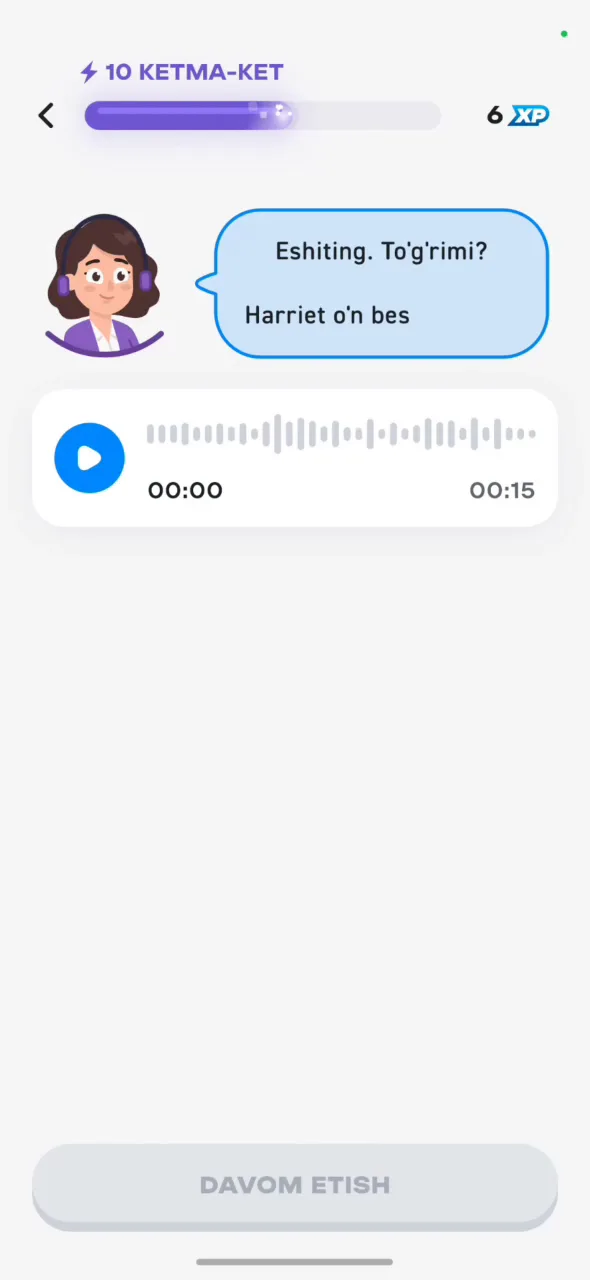 10 KETMA-KET
6 XP
Eshiting. To'g'rimi?
Harriet o'n bes
00:00
00:15
DAVOM ETISH